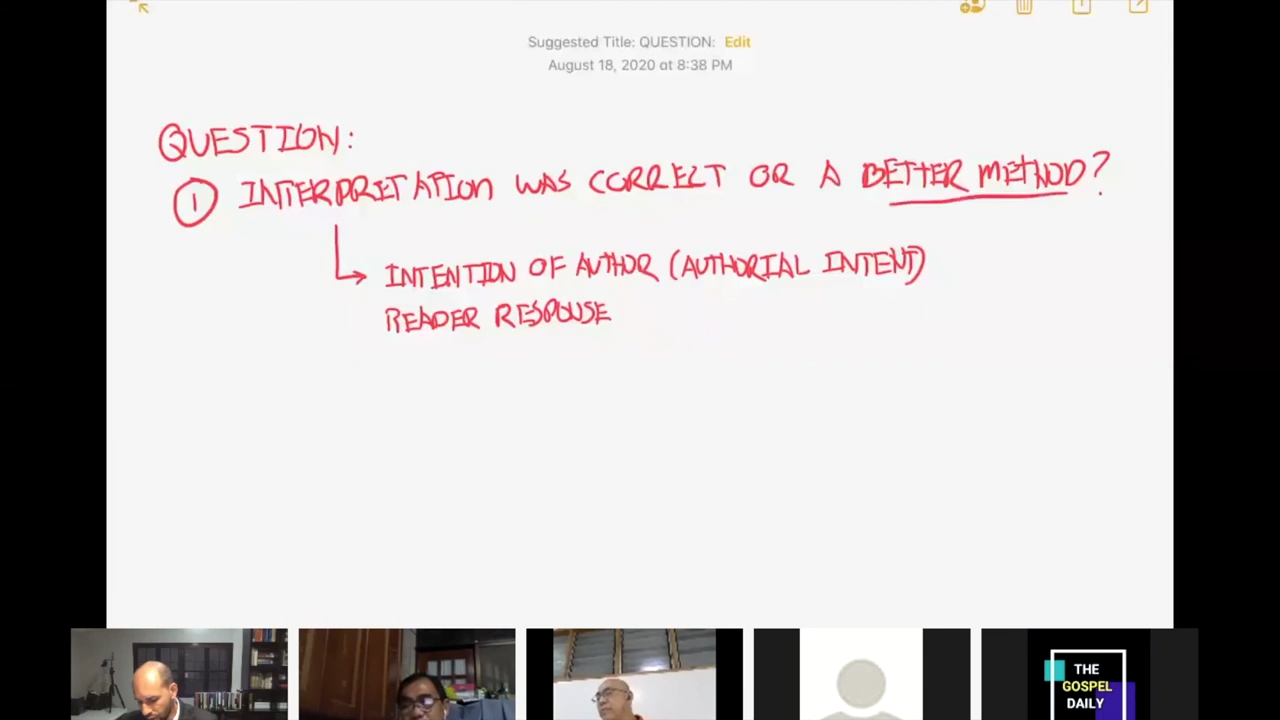 Suggested Title: QUESTION: Edit
August 18, 2020 at 8:38 PM
QUESTION:
① INTERPRETATION WAS CORRECT OR A BETTER METHOD?
INTENTION OF AUTHOR (AUTHORIAL INTENT)
READER RESPONSE
THE
GOSPEL
DAILY